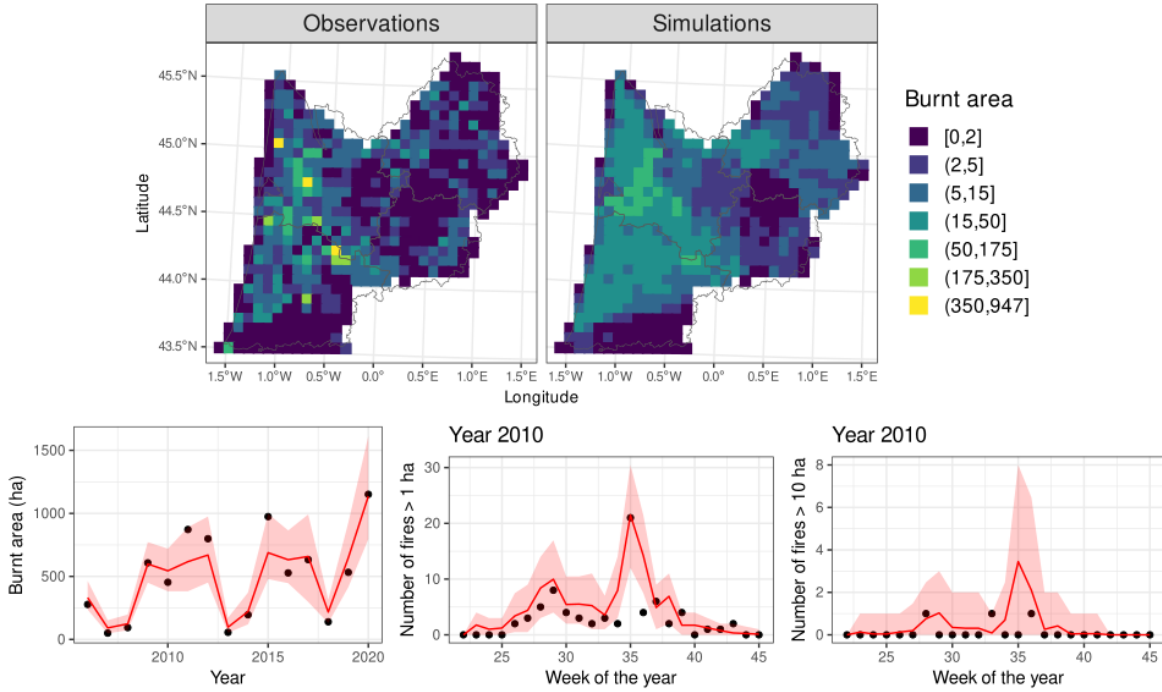 Observations
Simulations
45.5°N
45.0°N
44.5°N
44.0°N
43.5°N
Latitude
1.5°W 1.0°W 0.5°W 0.0° 0.5°E 1.0°E 1.5°E
1.5°W 1.0°W 0.5°W 0.0° 0.5°E 1.0°E 1.5°E
Longitude
Burnt area
[0,2]
(2,5]
(5,15]
(15,50]
(50,175]
(175,350]
(350,947]
1500
1000
500
0
Burnt area (ha)
2010 2015 2020
Year
Year 2010
30
20
10
0
Number of fires > 1 ha
25 30 35 40 45
Week of the year
Year 2010
8
6
4
2
0
Number of fires > 10 ha
25 30 35 40 45
Week of the year